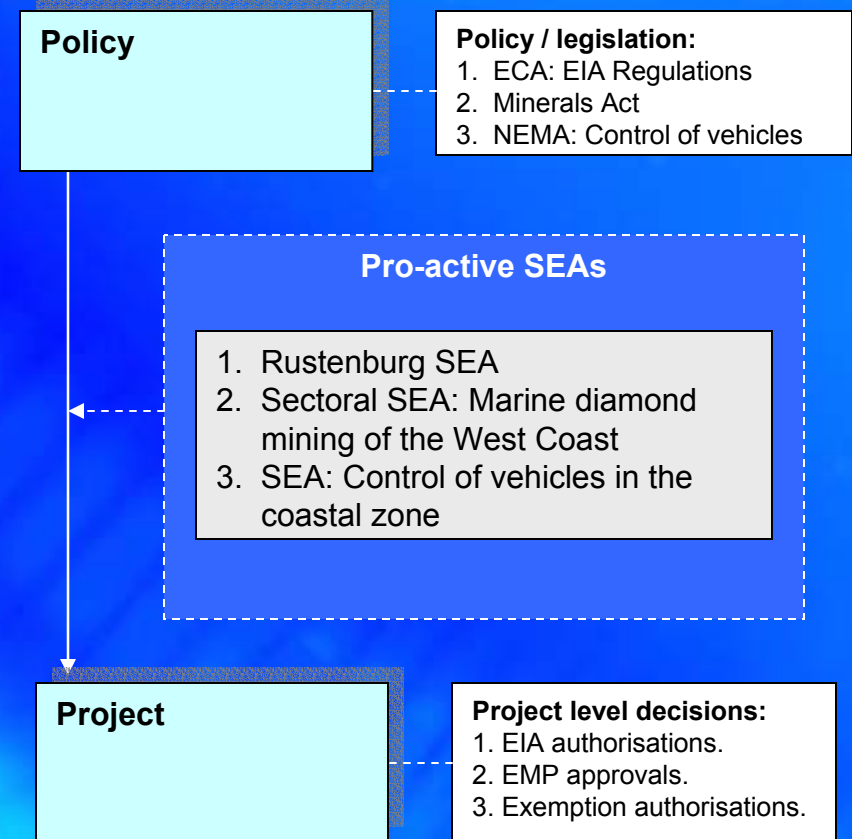 Policy
Policy / legislation:
1. ECA: EIA Regulations
2. Minerals Act
3. NEMA: Control of vehicles
Pro-active SEAs
1. Rustenburg SEA
2. Sectoral SEA: Marine diamond
mining of the West Coast
3. SEA: Control of vehicles in the
coastal zone
Project
Project level decisions:
1. EIA authorisations.
2. EMP approvals.
3. Exemption authorisations.